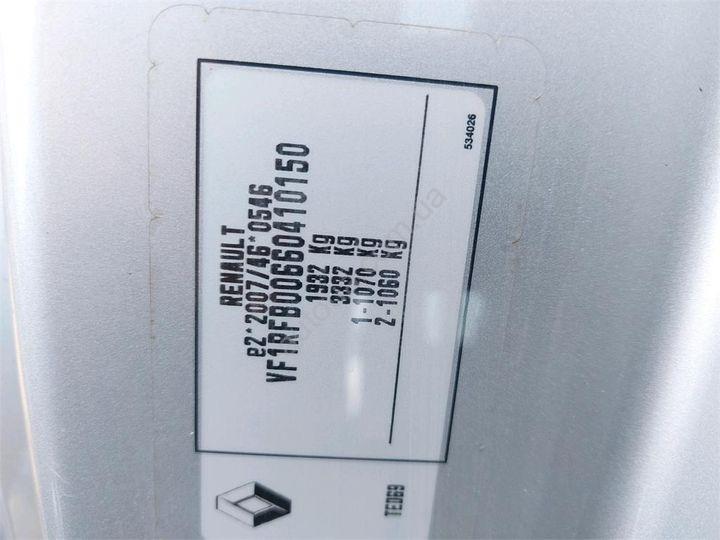 RENAULT
e2*2007/46*0546
VF1RFB00660410150
1932 Kg
3332 Kg
1-1070 Kg
2-1060 Kg
534026
TED69